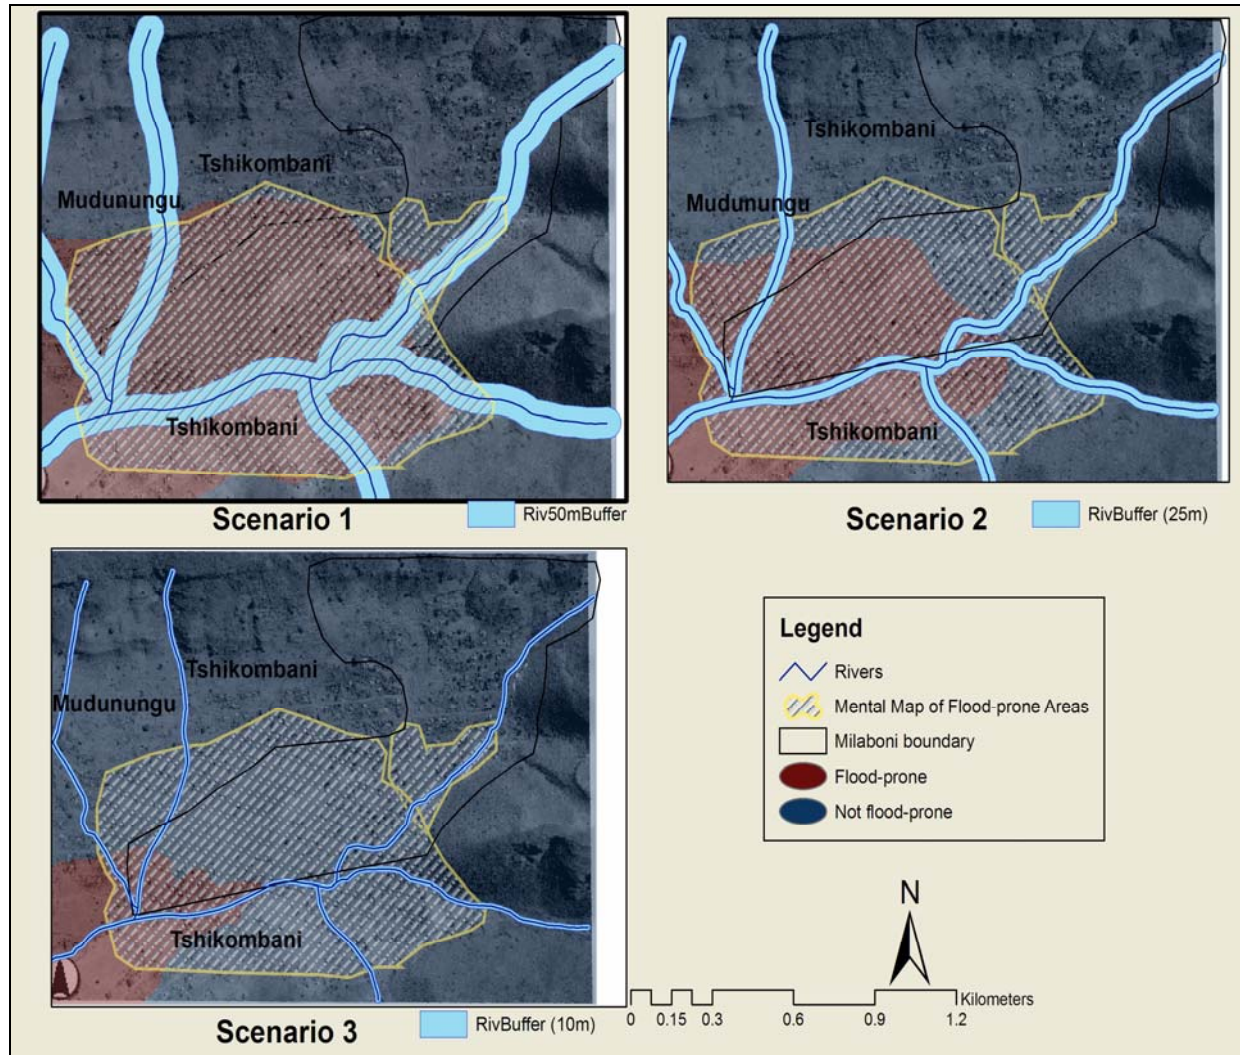 Tshikombani
Mudunungu
Tshikombani
Scenario 1
Riv50mBuffer
Tshikombani
Mudunungu
Tshikombani
Scenario 2
RivBuffer (25m)
Tshikombani
Mudunungu
Tshikombani
Scenario 3
RivBuffer (10m)
Legend
Rivers
Mental Map of Flood-prone Areas
Milaboni boundary
Flood-prone
Not flood-prone
N
Kilometers
0 0.15 0.3 0.6 0.9 1.2